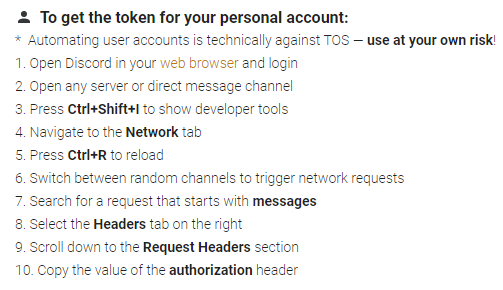 To get the token for your personal account:
* Automating user accounts is technically against TOS — use at your own risk!
1. Open Discord in your web browser and login
2. Open any server or direct message channel
3. Press Ctrl+Shift+I to show developer tools
4. Navigate to the Network tab
5. Press Ctrl+R to reload
6. Switch between random channels to trigger network requests
7. Search for a request that starts with messages
8. Select the Headers tab on the right
9. Scroll down to the Request Headers section
10. Copy the value of the authorization header